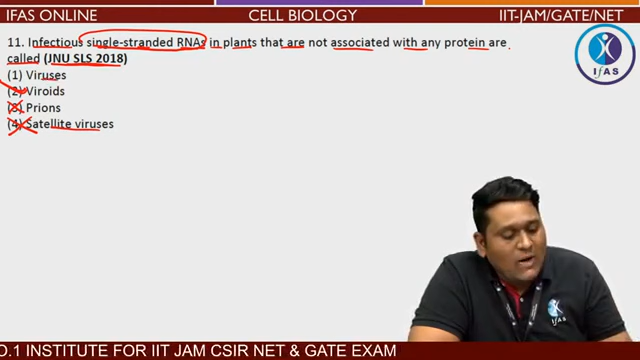 IFAS ONLINE CELL BIOLOGY IIT-JAM/GATE/NET
11. Infectious single-stranded RNAs in plants that are not associated with any protein are
called (JNU SLS 2018)
(1) Viruses
(2) Viroids
(3) Prions
(4) Satellite viruses
iFAS
iFAS
O.1 INSTITUTE FOR IIT JAM CSIR NET & GATE EXAM